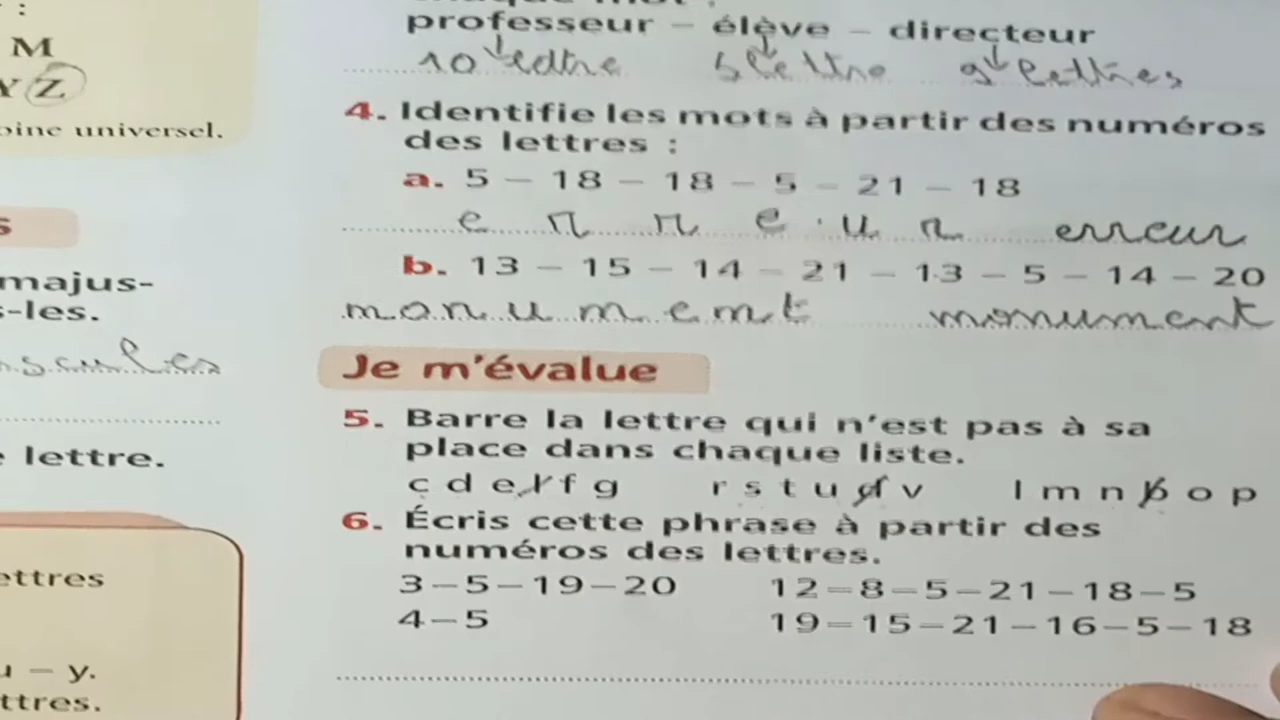 M
Y Z
oine universel.
s
majus-
s-les.
scules
e lettre.
ettres
u – y.
ttres.
professeur – élève – directeur
10 lettre 5 lettre 9 lettres
4. Identifie les mots à partir des numéros
des lettres :
a. 5 – 18 – 18 – 5 – 21 – 18
e r r e u r erreur
b. 13 – 15 – 14 – 21 – 13 – 5 – 14 – 20
m o n u m e n t monument
Je m'évalue
5. Barre la lettre qui n'est pas à sa
place dans chaque liste.
c d e l f g r s t u d v l m n b o p
6. Écris cette phrase à partir des
numéros des lettres.
3–5–19–20 12–8–5–21–18–5
4–5 19–15–21–16–5–18